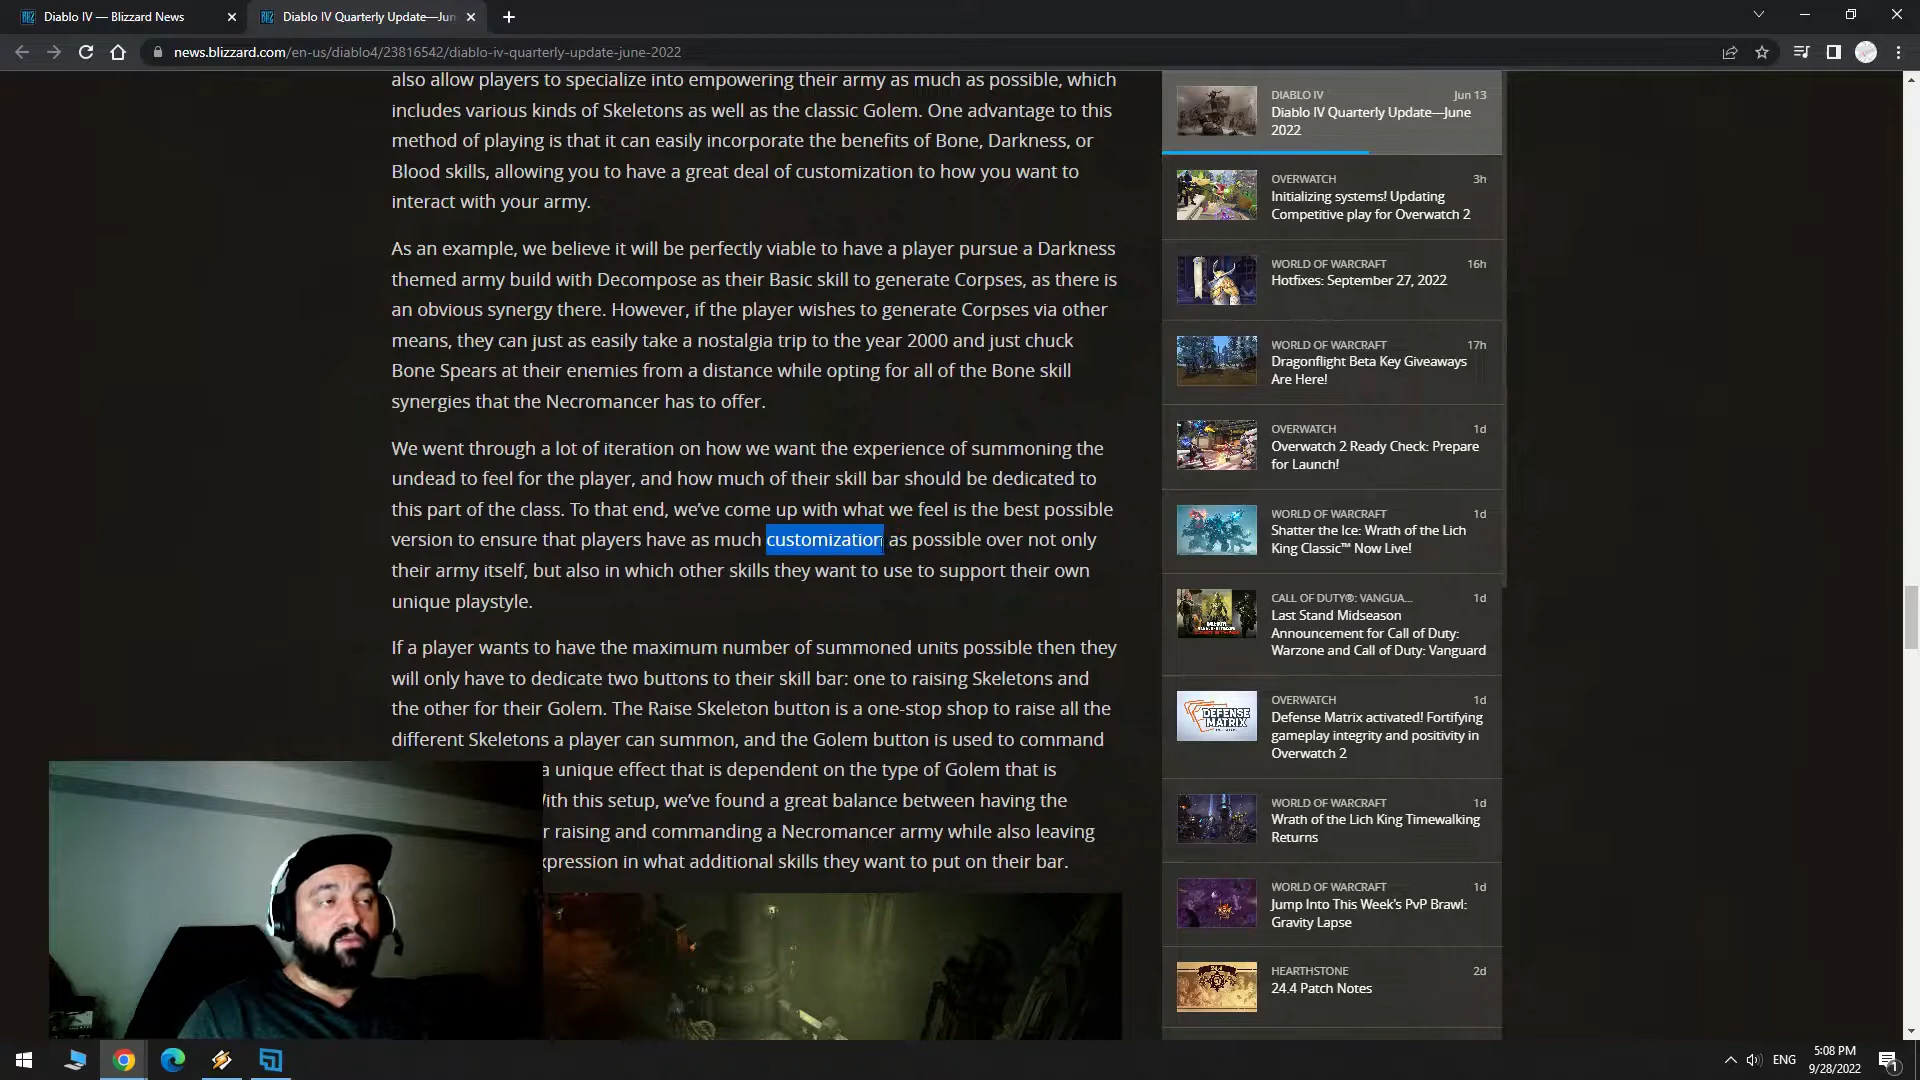 Diablo IV — Blizzard News
Diablo IV Quarterly Update—Jun
news.blizzard.com/en-us/diablo4/23816542/diablo-iv-quarterly-update-june-2022
also allow players to specialize into empowering their army as much as possible, which
includes various kinds of Skeletons as well as the classic Golem. One advantage to this
method of playing is that it can easily incorporate the benefits of Bone, Darkness, or
Blood skills, allowing you to have a great deal of customization to how you want to
interact with your army.
As an example, we believe it will be perfectly viable to have a player pursue a Darkness
themed army build with Decompose as their Basic skill to generate Corpses, as there is
an obvious synergy there. However, if the player wishes to generate Corpses via other
means, they can just as easily take a nostalgia trip to the year 2000 and just chuck
Bone Spears at their enemies from a distance while opting for all of the Bone skill
synergies that the Necromancer has to offer.
We went through a lot of iteration on how we want the experience of summoning the
undead to feel for the player, and how much of their skill bar should be dedicated to
this part of the class. To that end, we’ve come up with what we feel is the best possible
version to ensure that players have as much customization as possible over not only
their army itself, but also in which other skills they want to use to support their own
unique playstyle.
If a player wants to have the maximum number of summoned units possible then they
will only have to dedicate two buttons to their skill bar: one to raising Skeletons and
the other for their Golem. The Raise Skeleton button is a one-stop shop to raise all the
different Skeletons a player can summon, and the Golem button is used to command
a unique effect that is dependent on the type of Golem that is
With this setup, we’ve found a great balance between having the
r raising and commanding a Necromancer army while also leaving
xpression in what additional skills they want to put on their bar.
DIABLO IV Jun 13
Diablo IV Quarterly Update—June
2022
OVERWATCH 3h
Initializing systems! Updating
Competitive play for Overwatch 2
WORLD OF WARCRAFT 16h
Hotfixes: September 27, 2022
WORLD OF WARCRAFT 17h
Dragonflight Beta Key Giveaways
Are Here!
OVERWATCH 1d
Overwatch 2 Ready Check: Prepare
for Launch!
WORLD OF WARCRAFT 1d
Shatter the Ice: Wrath of the Lich
King Classic™ Now Live!
CALL OF DUTY®: VANGUA... 1d
Last Stand Midseason
Announcement for Call of Duty:
Warzone and Call of Duty: Vanguard
OVERWATCH 1d
DEFENSE
MATRIX
Defense Matrix activated! Fortifying
gameplay integrity and positivity in
Overwatch 2
WORLD OF WARCRAFT 1d
Wrath of the Lich King Timewalking
Returns
WORLD OF WARCRAFT 1d
Jump Into This Week’s PvP Brawl:
Gravity Lapse
HEARTHSTONE 2d
24.4
24.4 Patch Notes
ENG
5:08 PM
9/28/2022
1